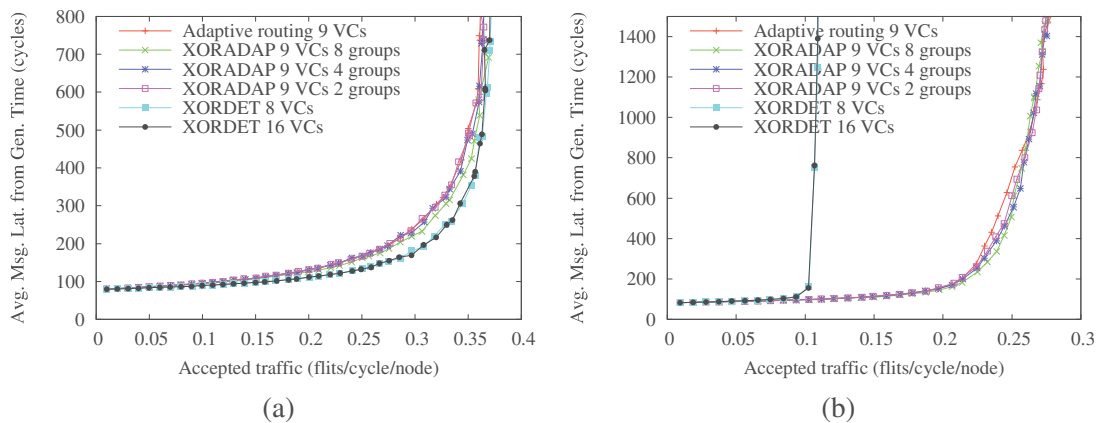 Avg. Msg. Lat. from Gen. Time (cycles)
800
700
600
500
400
300
200
100
0
Adaptive routing 9 VCs
XORADAP 9 VCs 8 groups
XORADAP 9 VCs 4 groups
XORADAP 9 VCs 2 groups
XORDET 8 VCs
XORDET 16 VCs
0 0.05 0.1 0.15 0.2 0.25 0.3 0.35 0.4
Accepted traffic (flits/cycle/node)
(a)
Avg. Msg. Lat. from Gen. Time (cycles)
1400
1200
1000
800
600
400
200
0
Adaptive routing 9 VCs
XORADAP 9 VCs 8 groups
XORADAP 9 VCs 4 groups
XORADAP 9 VCs 2 groups
XORDET 8 VCs
XORDET 16 VCs
0 0.05 0.1 0.15 0.2 0.25 0.3
Accepted traffic (flits/cycle/node)
(b)